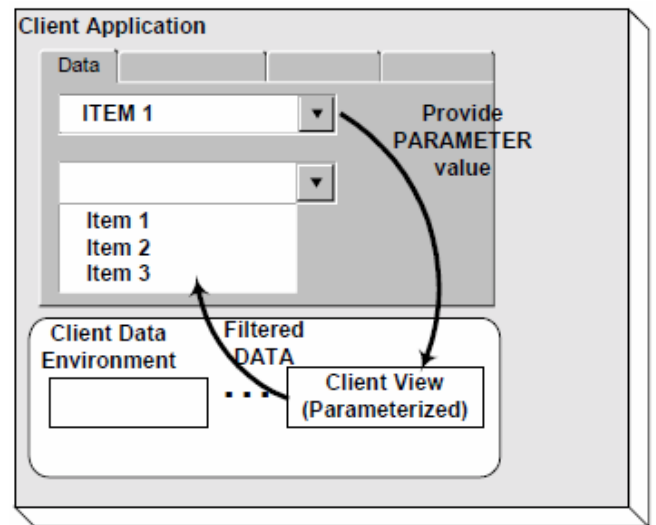 Client Application
Data
ITEM 1
Provide
PARAMETER
value
Item 1
Item 2
Item 3
Client Data
Environment
Filtered
DATA
...
Client View
(Parameterized)